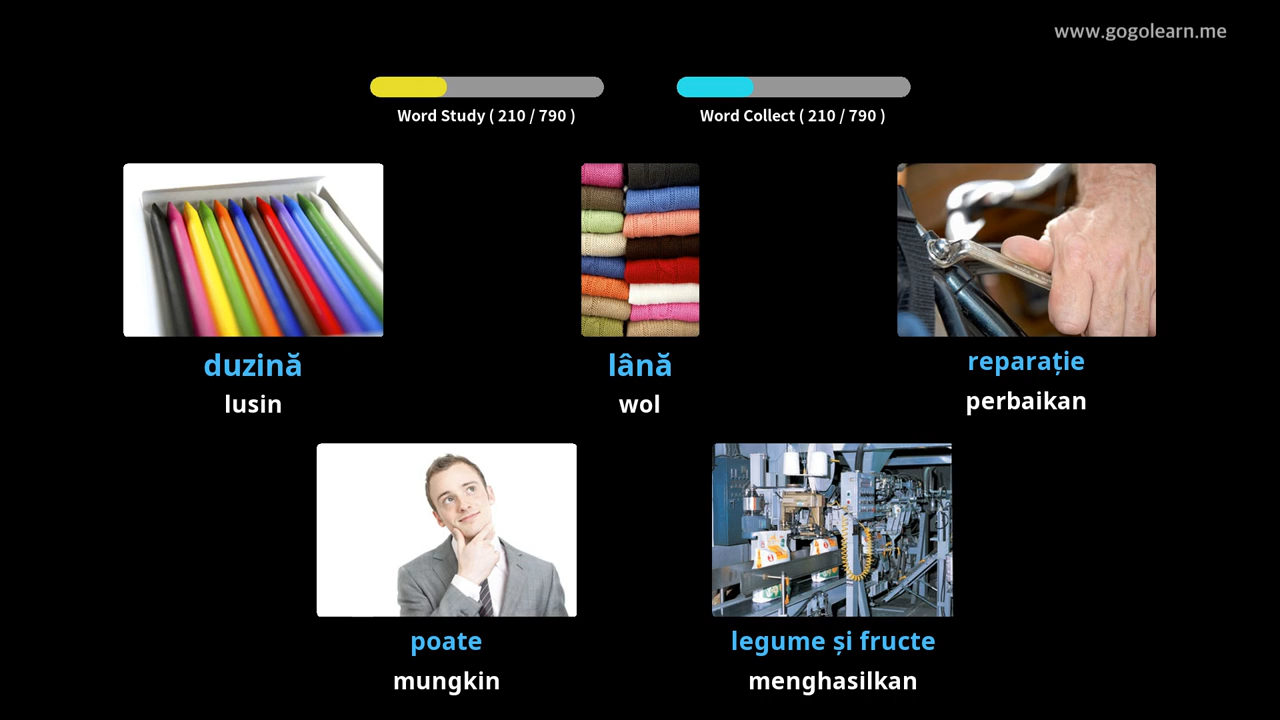 www.gogolearn.me
Word Study ( 210 / 790 )
Word Collect ( 210 / 790 )
duzină
lusin
lână
wol
reparație
perbaikan
poate
mungkin
legume și fructe
menghasilkan